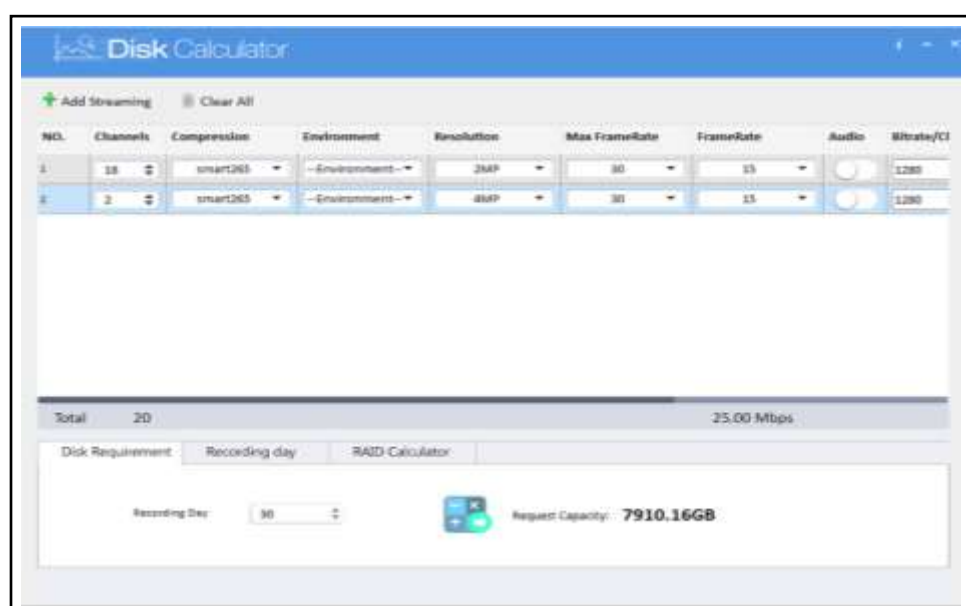 Disk Calculator
Add Streaming Clear All
NO. Channels Compression Environment Resolution Max FrameRate FrameRate Audio Bitrate/Cl
1 18 smart265 --Environment-- 2MP 30 15 1280
2 2 smart265 --Environment-- 4MP 30 15 1280
Total 20 25.00 Mbps
Disk Requirement Recording day RAID Calculator
Recording Day 30 Request Capacity: 7910.16GB